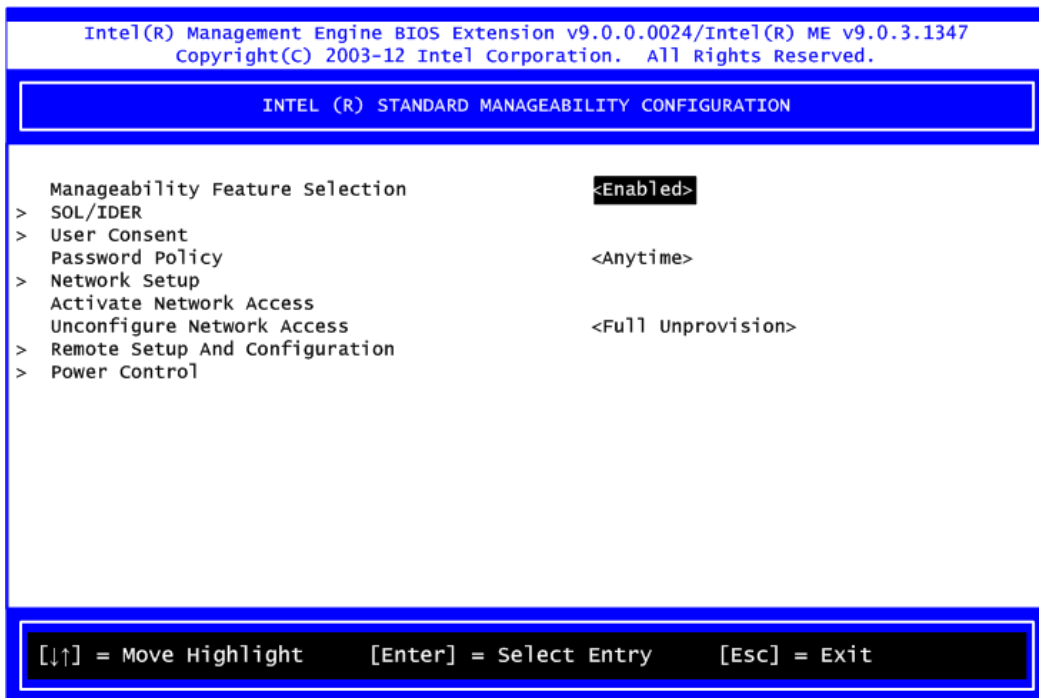 Intel(R) Management Engine BIOS Extension v9.0.0.0024/Intel(R) ME v9.0.3.1347
Copyright(C) 2003-12 Intel Corporation. All Rights Reserved.
INTEL (R) STANDARD MANAGEABILITY CONFIGURATION
Manageability Feature Selection <Enabled>
> SOL/IDER
> User Consent
Password Policy <Anytime>
> Network Setup
Activate Network Access
Unconfigure Network Access <Full Unprovision>
> Remote Setup And Configuration
> Power Control
[↓↑] = Move Highlight [Enter] = Select Entry [Esc] = Exit